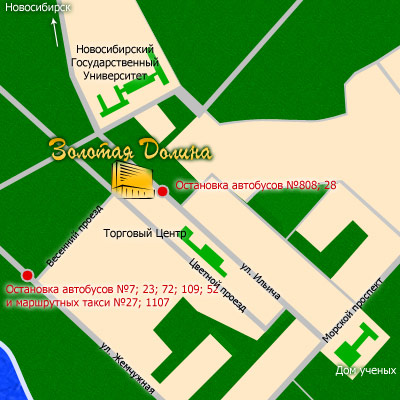 Новосибирск
Новосибирский
Государственный
Университет
Золотая Долина
Остановка автобусов №808; 28
Весенний проезд
Торговый Центр
Цветной проезд
ул. Ильича
Остановка автобусов №7; 23; 72; 109; 52
и маршрутных такси №27; 1107
Морской проспект
ул. Жемчужная
Дом ученых